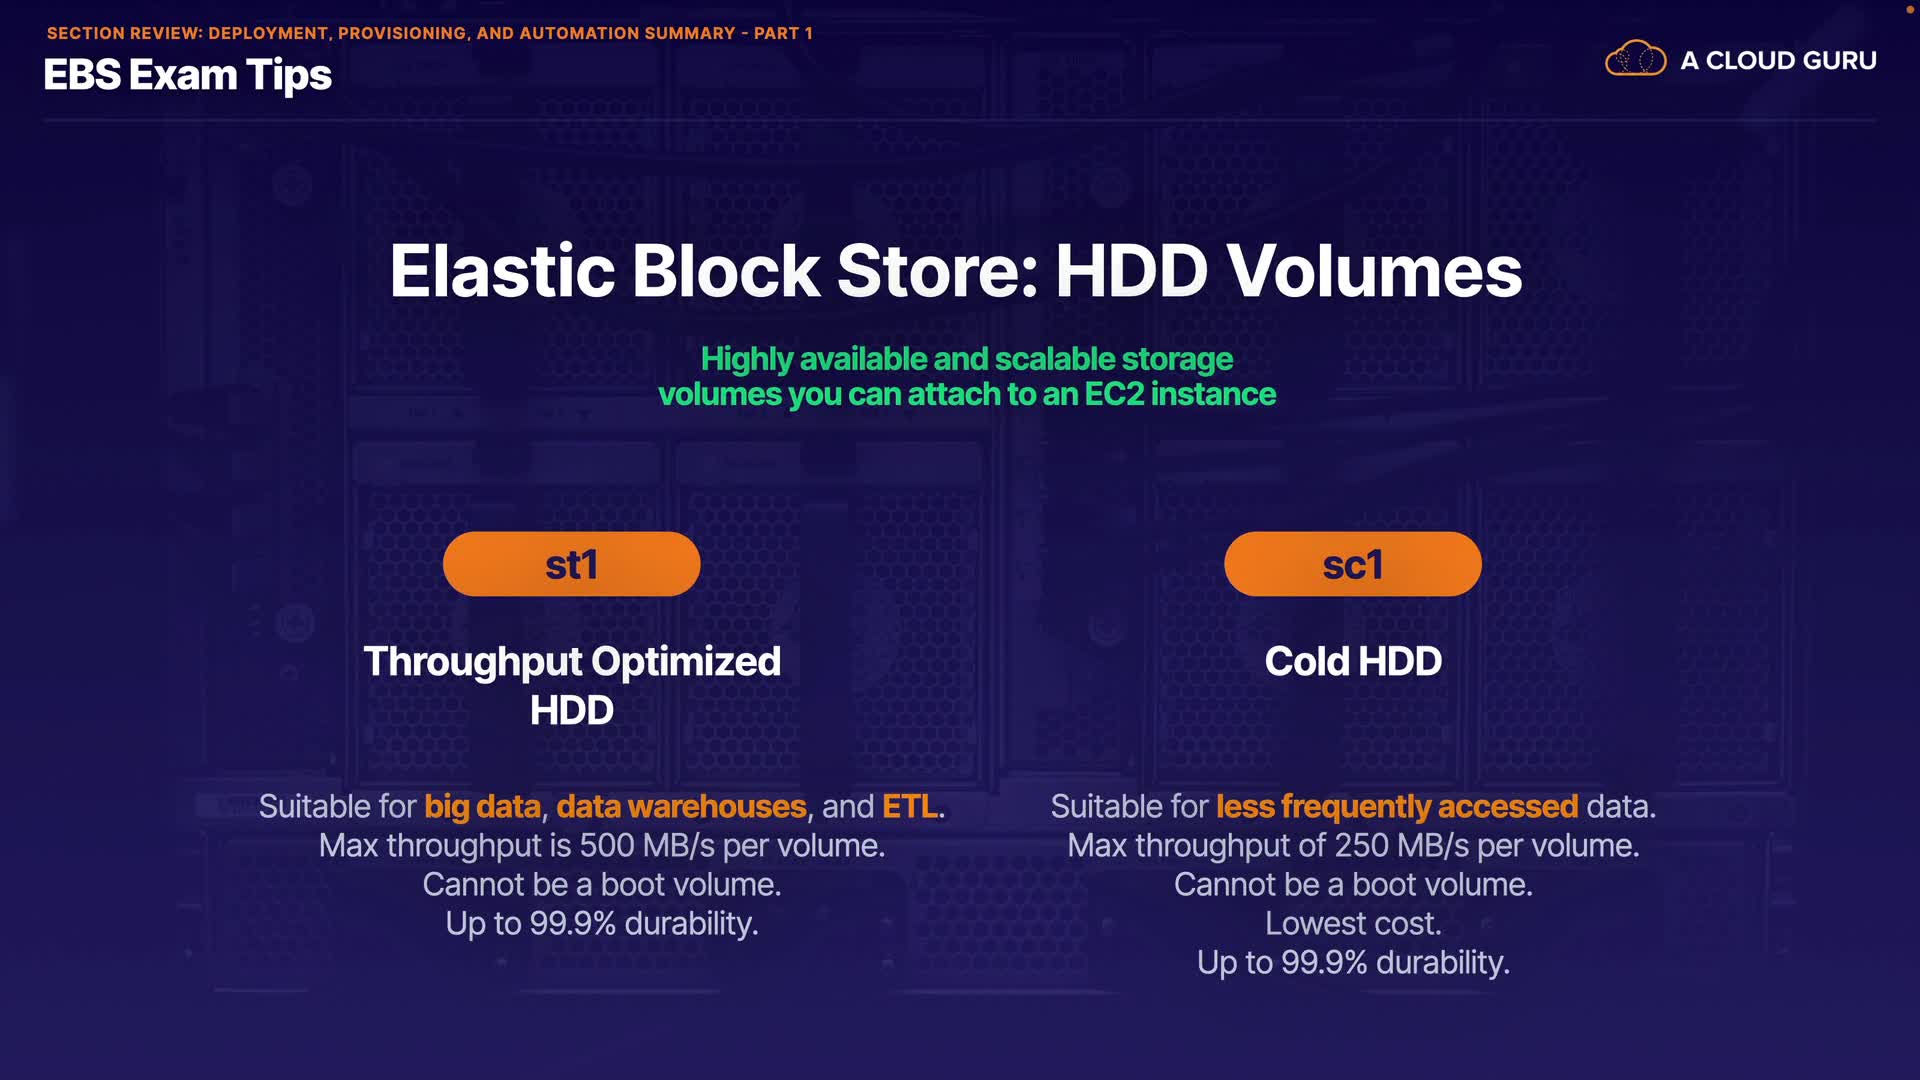 SECTION REVIEW: DEPLOYMENT, PROVISIONING, AND AUTOMATION SUMMARY - PART 1
EBS Exam Tips
A CLOUD GURU
Elastic Block Store: HDD Volumes
Highly available and scalable storage
volumes you can attach to an EC2 instance
st1
Throughput Optimized
HDD
Suitable for big data, data warehouses, and ETL.
Max throughput is 500 MB/s per volume.
Cannot be a boot volume.
Up to 99.9% durability.
sc1
Cold HDD
Suitable for less frequently accessed data.
Max throughput of 250 MB/s per volume.
Cannot be a boot volume.
Lowest cost.
Up to 99.9% durability.